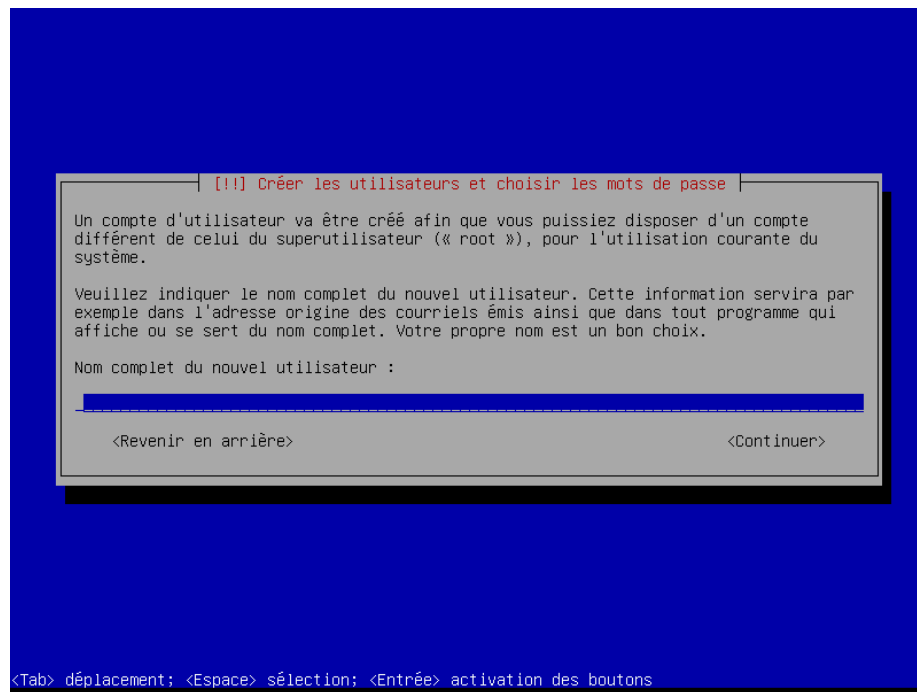 [!!] Créer les utilisateurs et choisir les mots de passe
Un compte d'utilisateur va être créé afin que vous puissiez disposer d'un compte
différent de celui du superutilisateur (« root »), pour l'utilisation courante du
système.
Veuillez indiquer le nom complet du nouvel utilisateur. Cette information servira par
exemple dans l'adresse origine des courriels émis ainsi que dans tout programme qui
affiche ou se sert du nom complet. Votre propre nom est un bon choix.
Nom complet du nouvel utilisateur :
<Revenir en arrière> <Continuer>
<Tab> déplacement; <Espace> sélection; <Entrée> activation des boutons